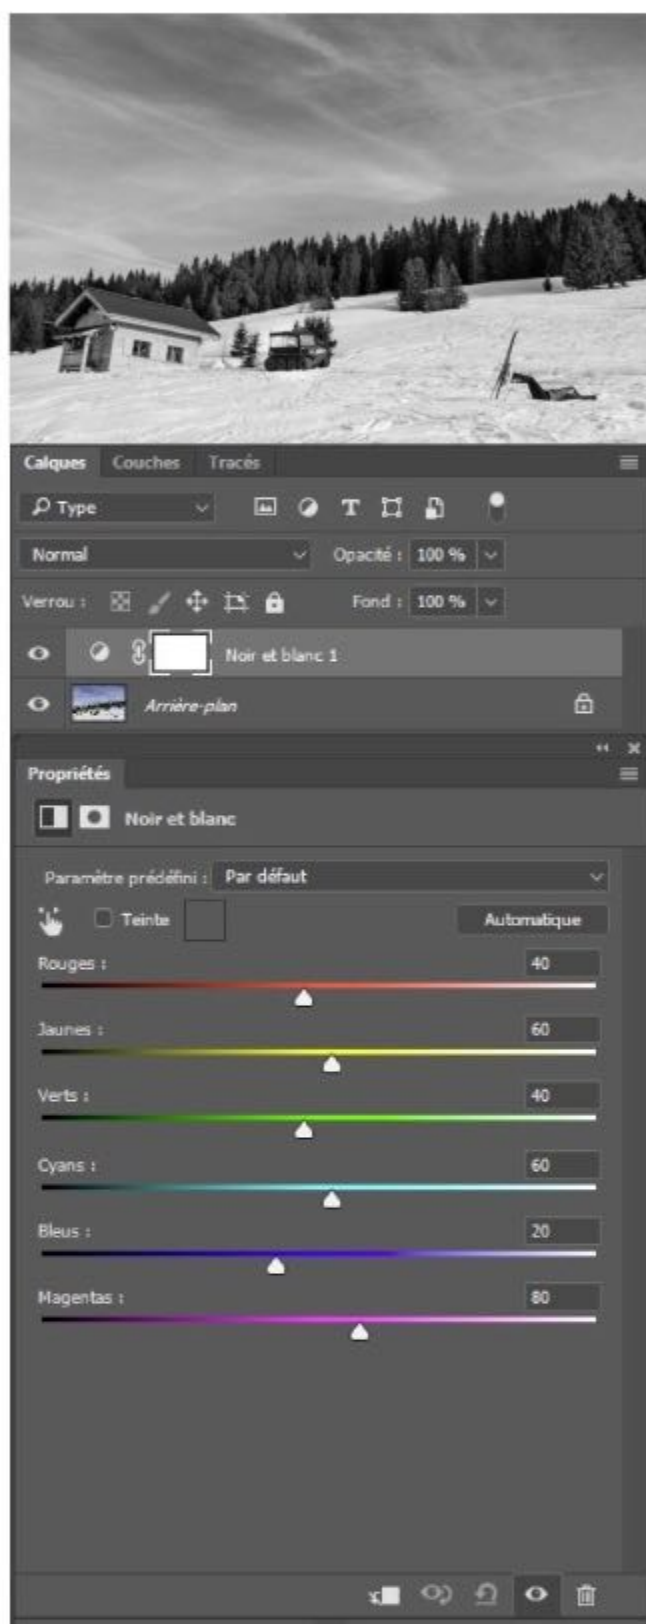 Calques Couches Tracés
Type
Normal Opacité : 100 %
Verrou : Fond : 100 %
Noir et blanc 1
Arrière-plan
Propriétés
Noir et blanc
Paramètre prédéfini : Par défaut
Teinte Automatique
Rouges : 40
Jaunes : 60
Verts : 40
Cyans : 60
Bleus : 20
Magentas : 80